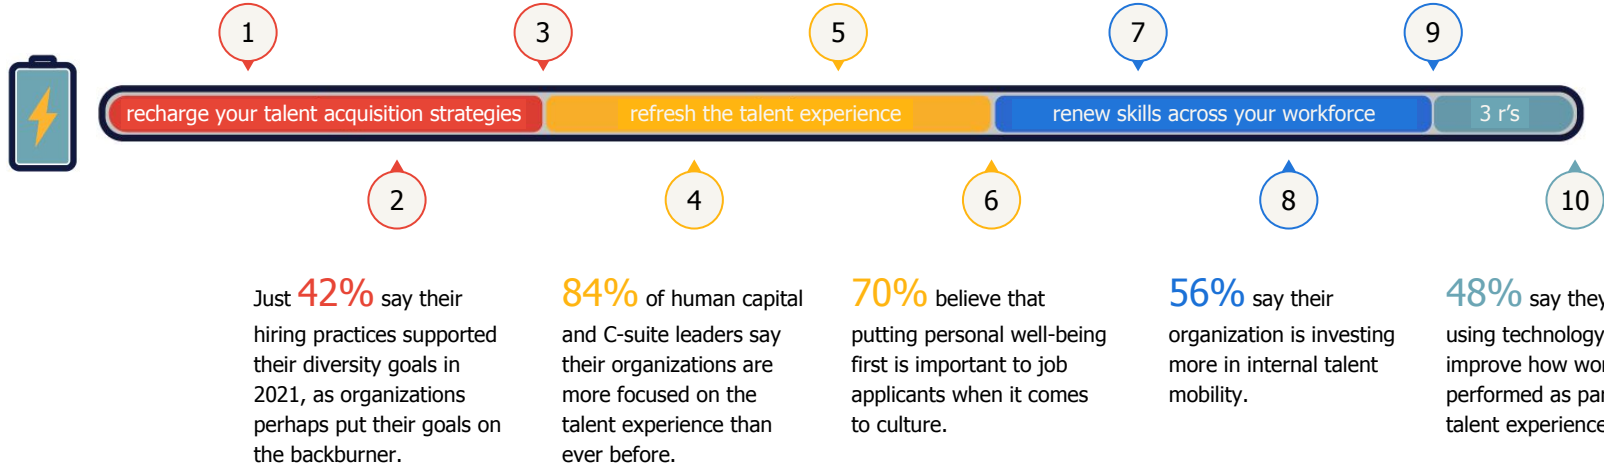 1
3
5
7
9
recharge your talent acquisition strategies
refresh the talent experience
renew skills across your workforce
3 r's
2
4
6
8
10
Just 42% say their
hiring practices supported
their diversity goals in
2021, as organizations
perhaps put their goals on
the backburner.
84% of human capital
and C-suite leaders say
their organizations are
more focused on the
talent experience than
ever before.
70% believe that
putting personal well-being
first is important to job
applicants when it comes
to culture.
56% say their
organization is investing
more in internal talent
mobility.
48% say they
using technology
improve how
performed as
talent experience